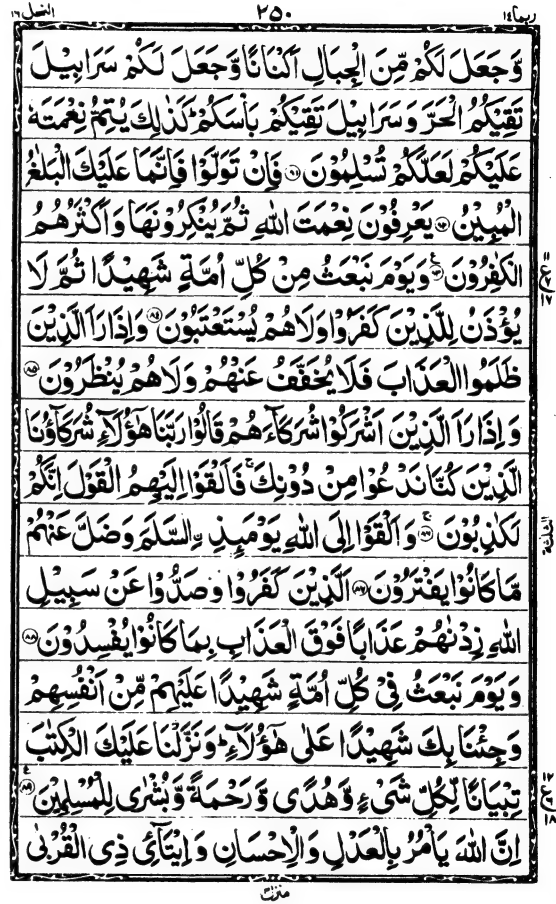 النحل ١٦
٢٥٠
ربما ١٤
وَّجَعَلَ لَكُمْ مِّنَ الْجِبَالِ اَكْنَانًا وَّجَعَلَ لَكُمْ سَرَابِيْلَ
تَقِيْكُمُ الْحَرَّ وَسَرَابِيْلَ تَقِيْكُمْ بَاْسَكُمْ ؕ كَذٰلِكَ يُتِمُّ نِعْمَتَهٗ
عَلَيْكُمْ لَعَلَّكُمْ تُسْلِمُوْنَ ﴿۸۱﴾ فَاِنْ تَوَلَّوْا فَاِنَّمَا عَلَيْكَ الْبَلٰغُ
الْمُبِيْنُ ﴿۸۲﴾ يَعْرِفُوْنَ نِعْمَتَ اللّٰهِ ثُمَّ يُنْكِرُوْنَهَا وَاَكْثَرُهُمُ
الْكٰفِرُوْنَ ﴿۸۳﴾ وَيَوْمَ نَبْعَثُ مِنْ كُلِّ اُمَّةٍ شَهِيْدًا ثُمَّ لَا
يُؤْذَنُ لِلَّذِيْنَ كَفَرُوْا وَلَا هُمْ يُسْتَعْتَبُوْنَ ﴿۸۴﴾ وَاِذَا رَاَ الَّذِيْنَ
ظَلَمُوا الْعَذَابَ فَلَا يُخَفَّفُ عَنْهُمْ وَلَا هُمْ يُنْظَرُوْنَ ﴿۸۵﴾
وَاِذَا رَاَ الَّذِيْنَ اَشْرَكُوْا شُرَكَآءَهُمْ قَالُوْا رَبَّنَا هٰٓؤُلَآءِ شُرَكَآؤُنَا
الَّذِيْنَ كُنَّا نَدْعُوْا مِنْ دُوْنِكَ ۚ فَاَلْقَوْا اِلَيْهِمُ الْقَوْلَ اِنَّكُمْ
لَكٰذِبُوْنَ ﴿۸۶﴾ ۚ وَاَلْقَوْا اِلَى اللّٰهِ يَوْمَىِٕذِ ِۨالسَّلَمَ وَضَلَّ عَنْهُمْ
مَّا كَانُوْا يَفْتَرُوْنَ ﴿۸۷﴾ اَلَّذِيْنَ كَفَرُوْا وَصَدُّوْا عَنْ سَبِيْلِ
اللّٰهِ زِدْنٰهُمْ عَذَابًا فَوْقَ الْعَذَابِ بِمَا كَانُوْا يُفْسِدُوْنَ ﴿۸۸﴾
وَيَوْمَ نَبْعَثُ فِيْ كُلِّ اُمَّةٍ شَهِيْدًا عَلَيْهِمْ مِّنْ اَنْفُسِهِمْ
وَجِئْنَا بِكَ شَهِيْدًا عَلٰى هٰٓؤُلَآءِ ؕ وَنَزَّلْنَا عَلَيْكَ الْكِتٰبَ
تِبْيَانًا لِّكُلِّ شَىْءٍ وَّهُدًى وَّرَحْمَةً وَّبُشْرٰى لِلْمُسْلِمِيْنَ ﴿۸۹﴾
اِنَّ اللّٰهَ يَاْمُرُ بِالْعَدْلِ وَالْاِحْسَانِ وَاِيْتَآئِ ذِى الْقُرْبٰى